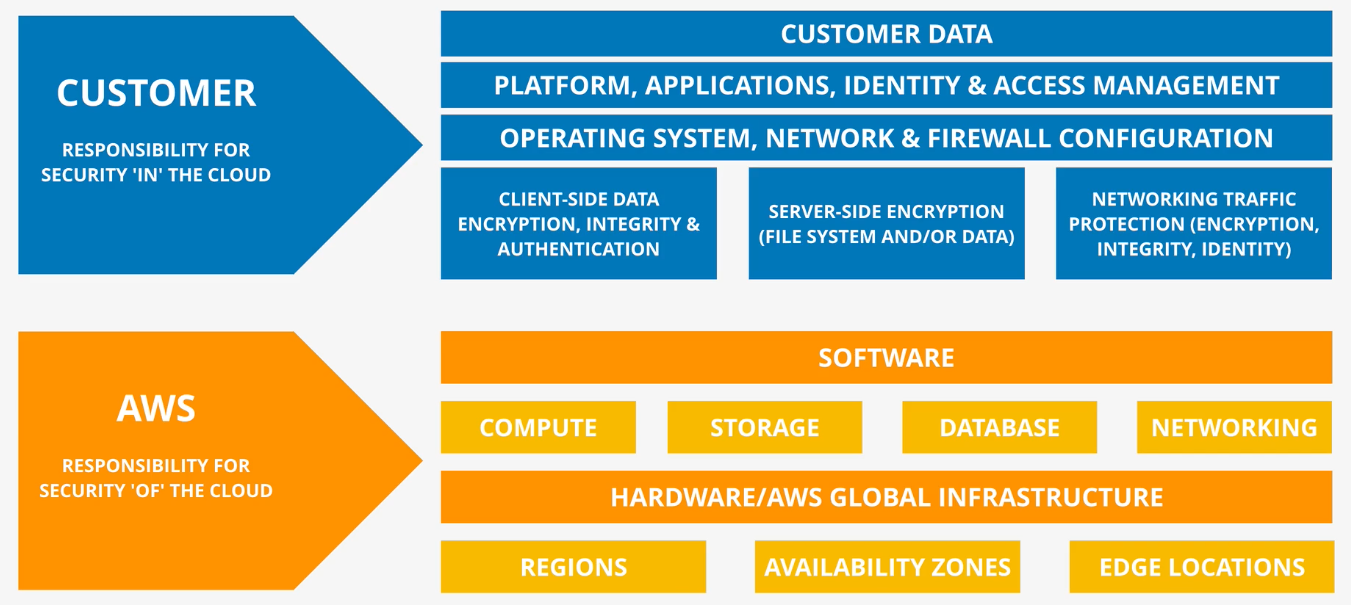 CUSTOMER
RESPONSIBILITY FOR
SECURITY 'IN' THE CLOUD
CUSTOMER DATA
PLATFORM, APPLICATIONS, IDENTITY & ACCESS MANAGEMENT
OPERATING SYSTEM, NETWORK & FIREWALL CONFIGURATION
CLIENT-SIDE DATA
ENCRYPTION, INTEGRITY &
AUTHENTICATION
SERVER-SIDE ENCRYPTION
(FILE SYSTEM AND/OR DATA)
NETWORKING TRAFFIC
PROTECTION (ENCRYPTION,
INTEGRITY, IDENTITY)
AWS
RESPONSIBILITY FOR
SECURITY 'OF' THE CLOUD
SOFTWARE
COMPUTE
STORAGE
DATABASE
NETWORKING
HARDWARE/AWS GLOBAL INFRASTRUCTURE
REGIONS
AVAILABILITY ZONES
EDGE LOCATIONS